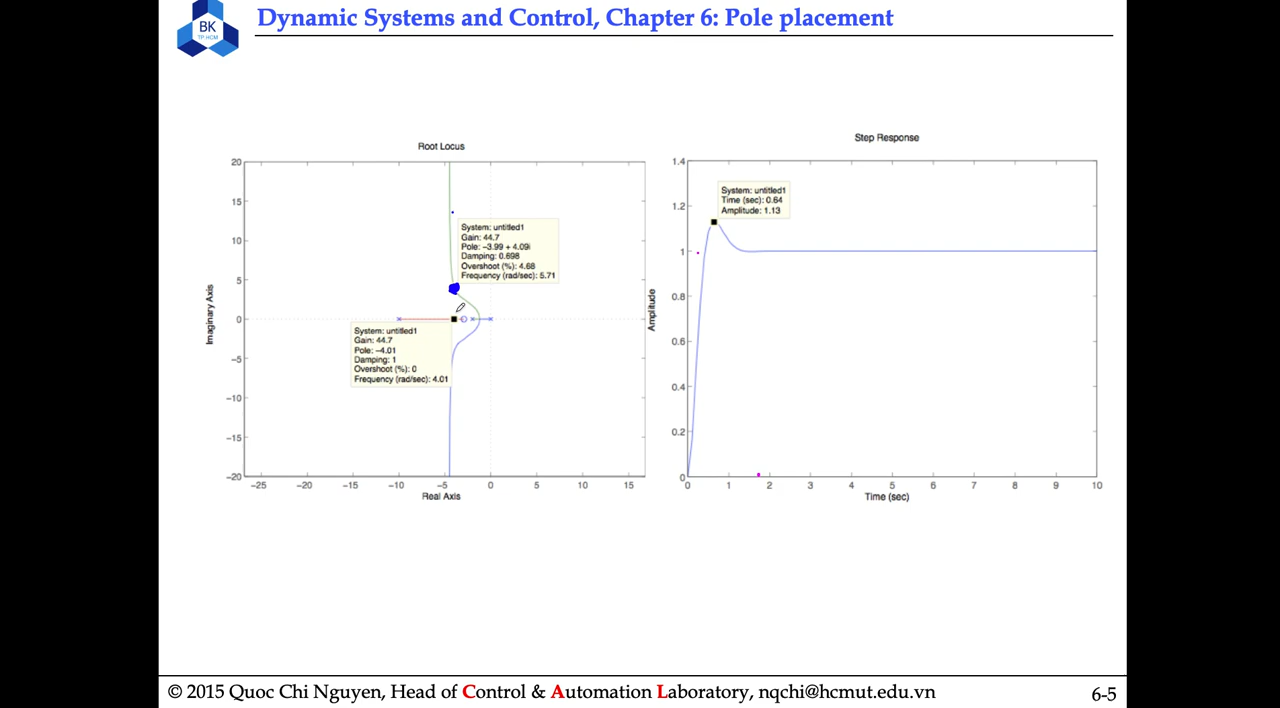 BK
TP HCM
Dynamic Systems and Control, Chapter 6: Pole placement
Root Locus
20
15
10
5
0
−5
−10
−15
−20
Imaginary Axis
System: untitled1
Gain: 44.7
Pole: −3.99 + 4.09i
Damping: 0.698
Overshoot (%): 4.68
Frequency (rad/sec): 5.71
System: untitled1
Gain: 44.7
Pole: −4.01
Damping: 1
Overshoot (%): 0
Frequency (rad/sec): 4.01
−25 −20 −15 −10 −5 0 5 10 15
Real Axis
Step Response
1.4
1.2
1
0.8
0.6
0.4
0.2
0
Amplitude
System: untitled1
Time (sec): 0.64
Amplitude: 1.13
0 1 2 3 4 5 6 7 8 9 10
Time (sec)
© 2015 Quoc Chi Nguyen, Head of Control & Automation Laboratory, nqchi@hcmut.edu.vn
6-5